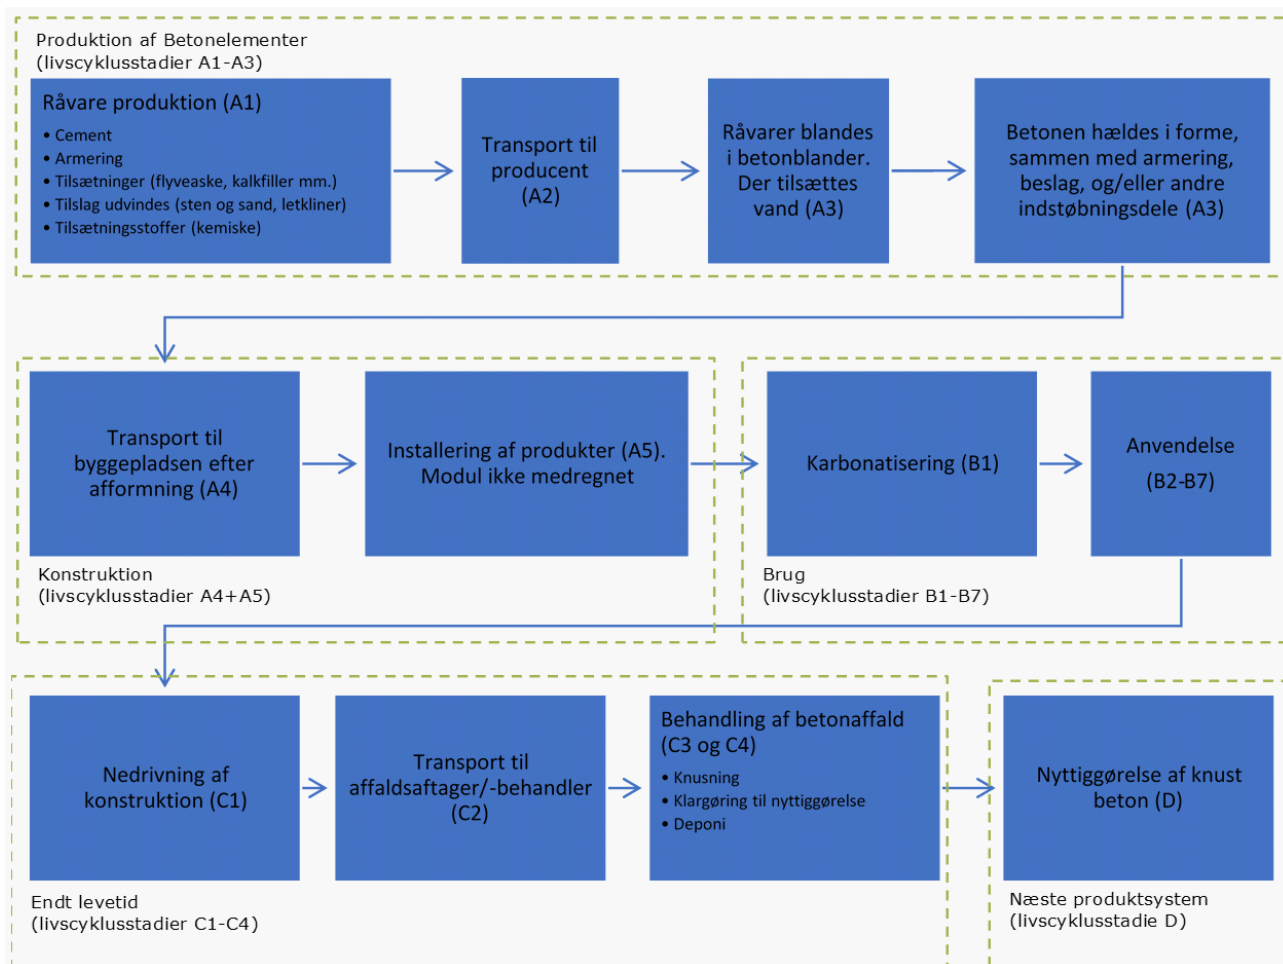 Produktion af Betonelementer
(livscyklusstadier A1-A3)
Råvare produktion (A1)
• Cement
• Armering
• Tilsætninger (flyveaske, kalkfiller mm.)
• Tilslag udvindes (sten og sand, letkliner)
• Tilsætningsstoffer (kemiske)
Transport til
producent
(A2)
Råvarer blandes
i betonblander.
Der tilsættes
vand (A3)
Betonen hældes i forme,
sammen med armering,
beslag, og/eller andre
indstøbningsdele (A3)
Transport til
byggepladsen efter
afformning (A4)
Installering af produkter (A5).
Modul ikke medregnet
Konstruktion
(livscyklusstadier A4+A5)
Karbonatisering (B1)
Anvendelse
(B2-B7)
Brug
(livscyklusstadier B1-B7)
Nedrivning af
konstruktion (C1)
Transport til
affaldsaftager/-behandler
(C2)
Behandling af betonaffald
(C3 og C4)
• Knusning
• Klargøring til nyttiggørelse
• Deponi
Endt levetid
(livscyklusstadier C1-C4)
Nyttiggørelse af knust
beton (D)
Næste produktsystem
(livscyklusstadie D)